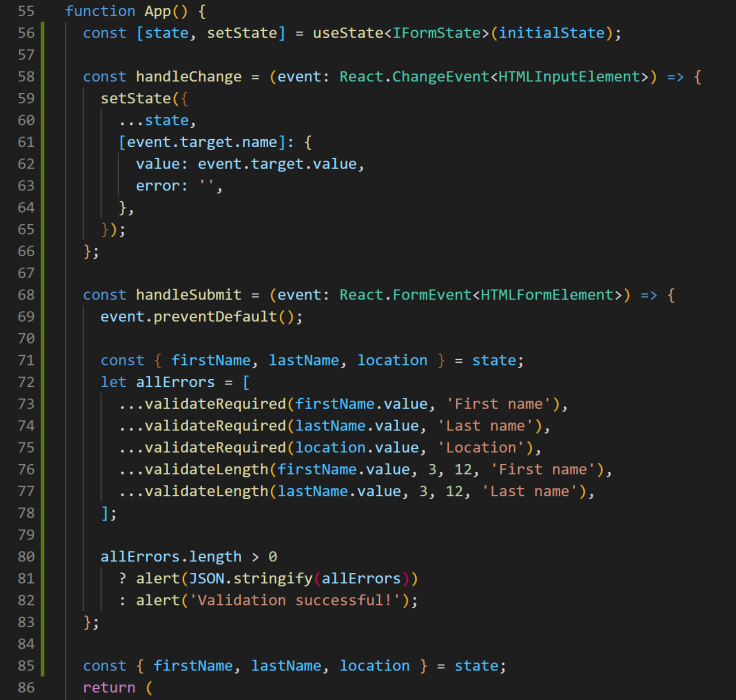 55 function App() {
56   const [state, setState] = useState<IFormState>(initialState);
57
58   const handleChange = (event: React.ChangeEvent<HTMLInputElement>) => {
59     setState({
60       ...state,
61       [event.target.name]: {
62         value: event.target.value,
63         error: '',
64       },
65     });
66   };
67
68   const handleSubmit = (event: React.FormEvent<HTMLFormElement>) => {
69     event.preventDefault();
70
71     const { firstName, lastName, location } = state;
72     let allErrors = [
73       ...validateRequired(firstName.value, 'First name'),
74       ...validateRequired(lastName.value, 'Last name'),
75       ...validateRequired(location.value, 'Location'),
76       ...validateLength(firstName.value, 3, 12, 'First name'),
77       ...validateLength(lastName.value, 3, 12, 'Last name'),
78     ];
79
80     allErrors.length > 0
81       ? alert(JSON.stringify(allErrors))
82       : alert('Validation successful!');
83   };
84
85   const { firstName, lastName, location } = state;
86   return (